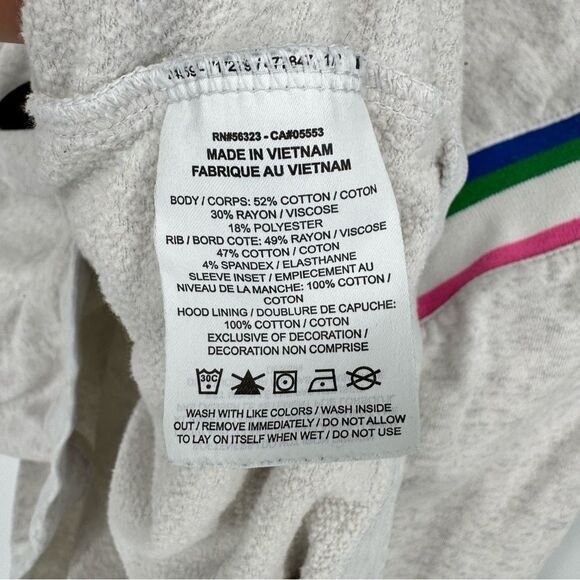 RN#56323 - CA#05553
MADE IN VIETNAM
FABRIQUE AU VIETNAM
BODY / CORPS: 52% COTTON / COTON
30% RAYON / VISCOSE
18% POLYESTER
RIB / BORD COTE: 49% RAYON / VISCOSE
47% COTTON / COTON
4% SPANDEX / ELASTHANNE
SLEEVE INSET / EMPIECEMENT AU
NIVEAU DE LA MANCHE: 100% COTTON /
COTON
HOOD LINING / DOUBLURE DE CAPUCHE:
100% COTTON / COTON
EXCLUSIVE OF DECORATION /
DECORATION NON COMPRISE
30C
WASH WITH LIKE COLORS / WASH INSIDE
OUT / REMOVE IMMEDIATELY / DO NOT ALLOW
TO LAY ON ITSELF WHEN WET / DO NOT USE